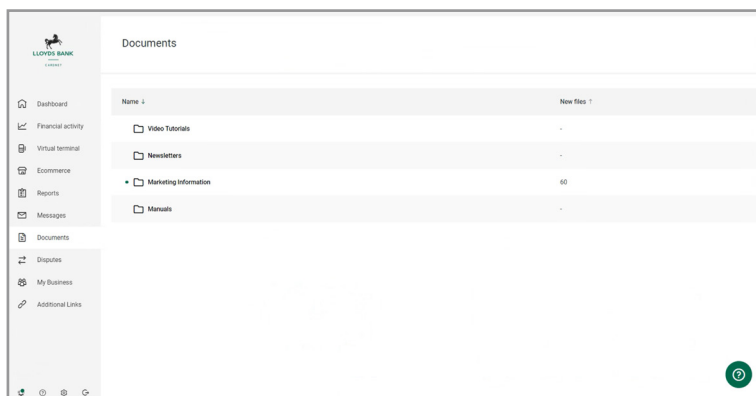 LLOYDS BANK
CARDNET
Documents
Dashboard
Financial activity
Virtual terminal
Ecommerce
Reports
Messages
Documents
Disputes
My Business
Additional Links
Name ↓
New files ↑
Video Tutorials
-
Newsletters
-
Marketing Information
60
Manuals
-